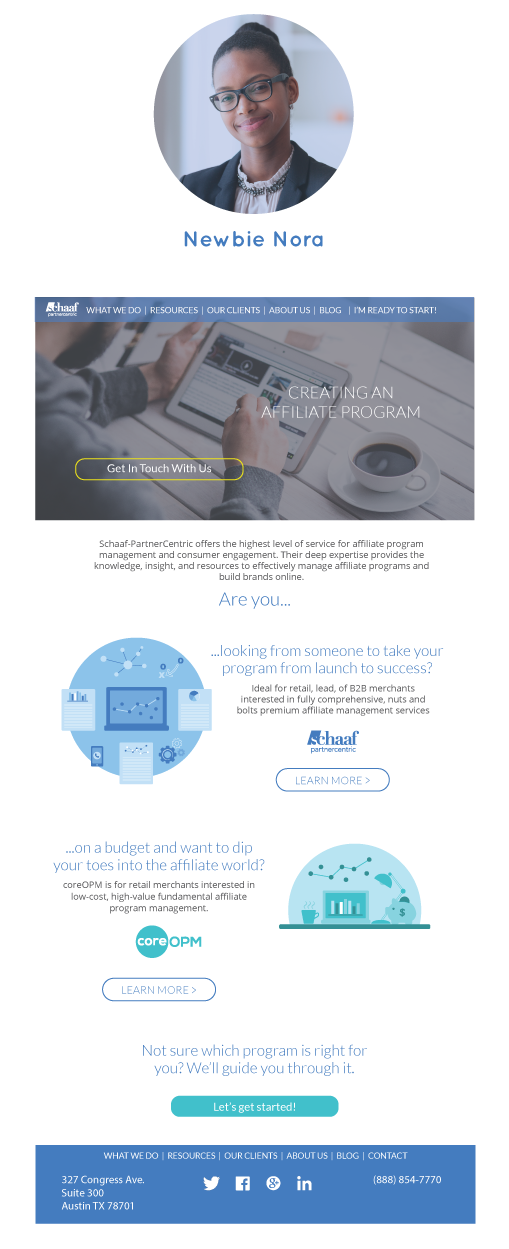 Newbie Nora
Schaaf
partnercentric
WHAT WE DO | RESOURCES | OUR CLIENTS | ABOUT US | BLOG | I'M READY TO START!
CREATING AN
AFFILIATE PROGRAM
Get In Touch With Us
Schaaf-PartnerCentric offers the highest level of service for affiliate program
management and consumer engagement. Their deep expertise provides the
knowledge, insight, and resources to effectively manage affiliate programs and
build brands online.
Are you...
...looking from someone to take your
program from launch to success?
Ideal for retail, lead, of B2B merchants
interested in fully comprehensive, nuts and
bolts premium affiliate management services
Schaaf
partnercentric
LEARN MORE >
...on a budget and want to dip
your toes into the affiliate world?
coreOPM is for retail merchants interested in
low-cost, high-value fundamental affiliate
program management.
core OPM
LEARN MORE >
$
Not sure which program is right for
you? We'll guide you through it.
Let's get started!
WHAT WE DO | RESOURCES | OUR CLIENTS | ABOUT US | BLOG | CONTACT
327 Congress Ave.
Suite 300
Austin TX 78701
(888) 854-7770